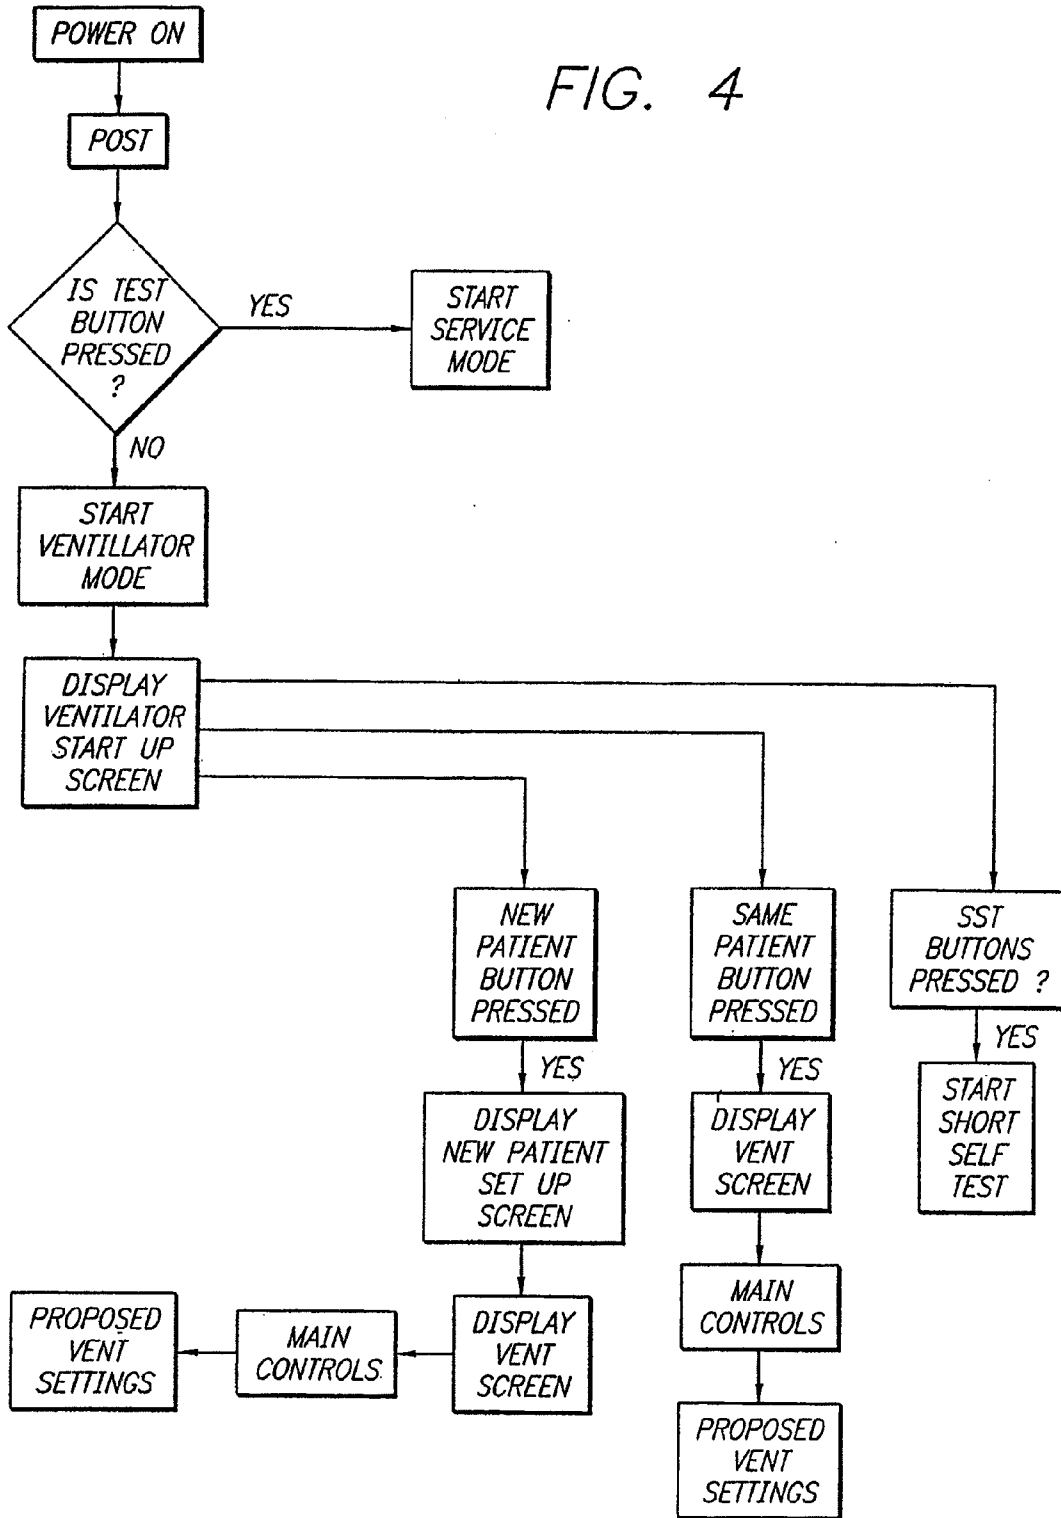 POWER ON
FIG. 4
POST
IS TEST
BUTTON
PRESSED
?
YES
START
SERVICE
MODE
NO
START
VENTILLATOR
MODE
DISPLAY
VENTILATOR
START UP
SCREEN
NEW
PATIENT
BUTTON
PRESSED
SAME
PATIENT
BUTTON
PRESSED
SST
BUTTONS
PRESSED ?
YES
YES
YES
DISPLAY
NEW PATIENT
SET UP
SCREEN
DISPLAY
VENT
SCREEN
START
SHORT
SELF
TEST
PROPOSED
VENT
SETTINGS
MAIN
CONTROLS
DISPLAY
VENT
SCREEN
MAIN
CONTROLS
PROPOSED
VENT
SETTINGS